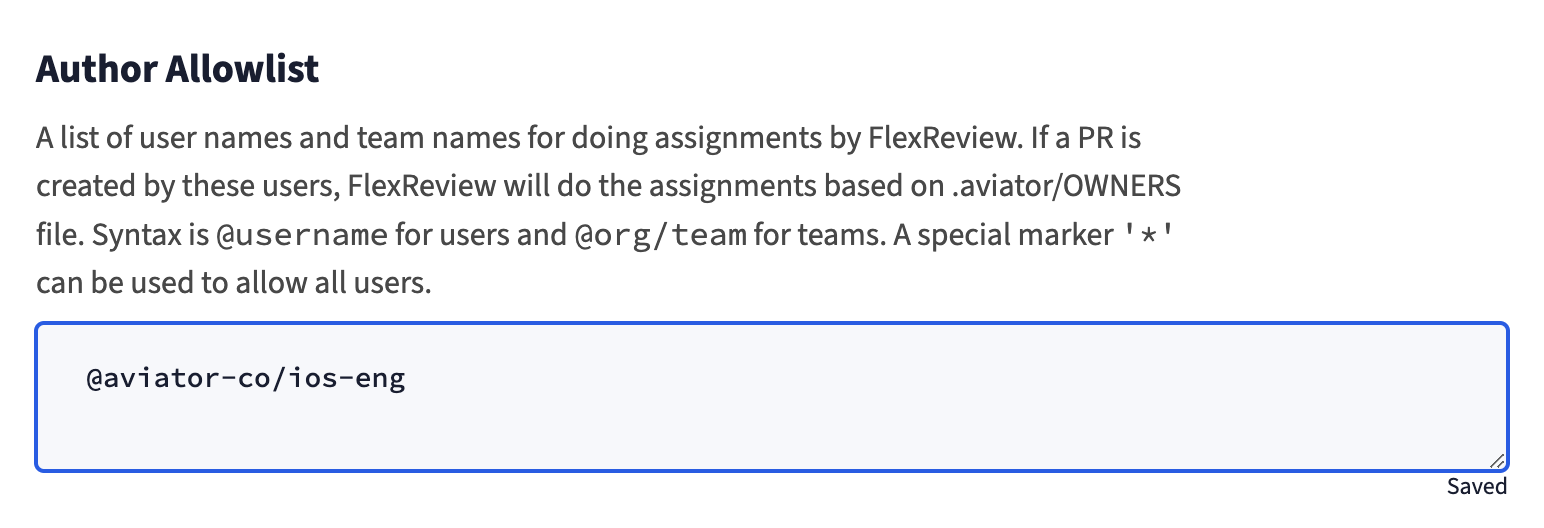 Author Allowlist
A list of user names and team names for doing assignments by FlexReview. If a PR is
created by these users, FlexReview will do the assignments based on .aviator/OWNERS
file. Syntax is @username for users and @org/team for teams. A special marker '*'
can be used to allow all users.
@aviator-co/ios-eng
Saved